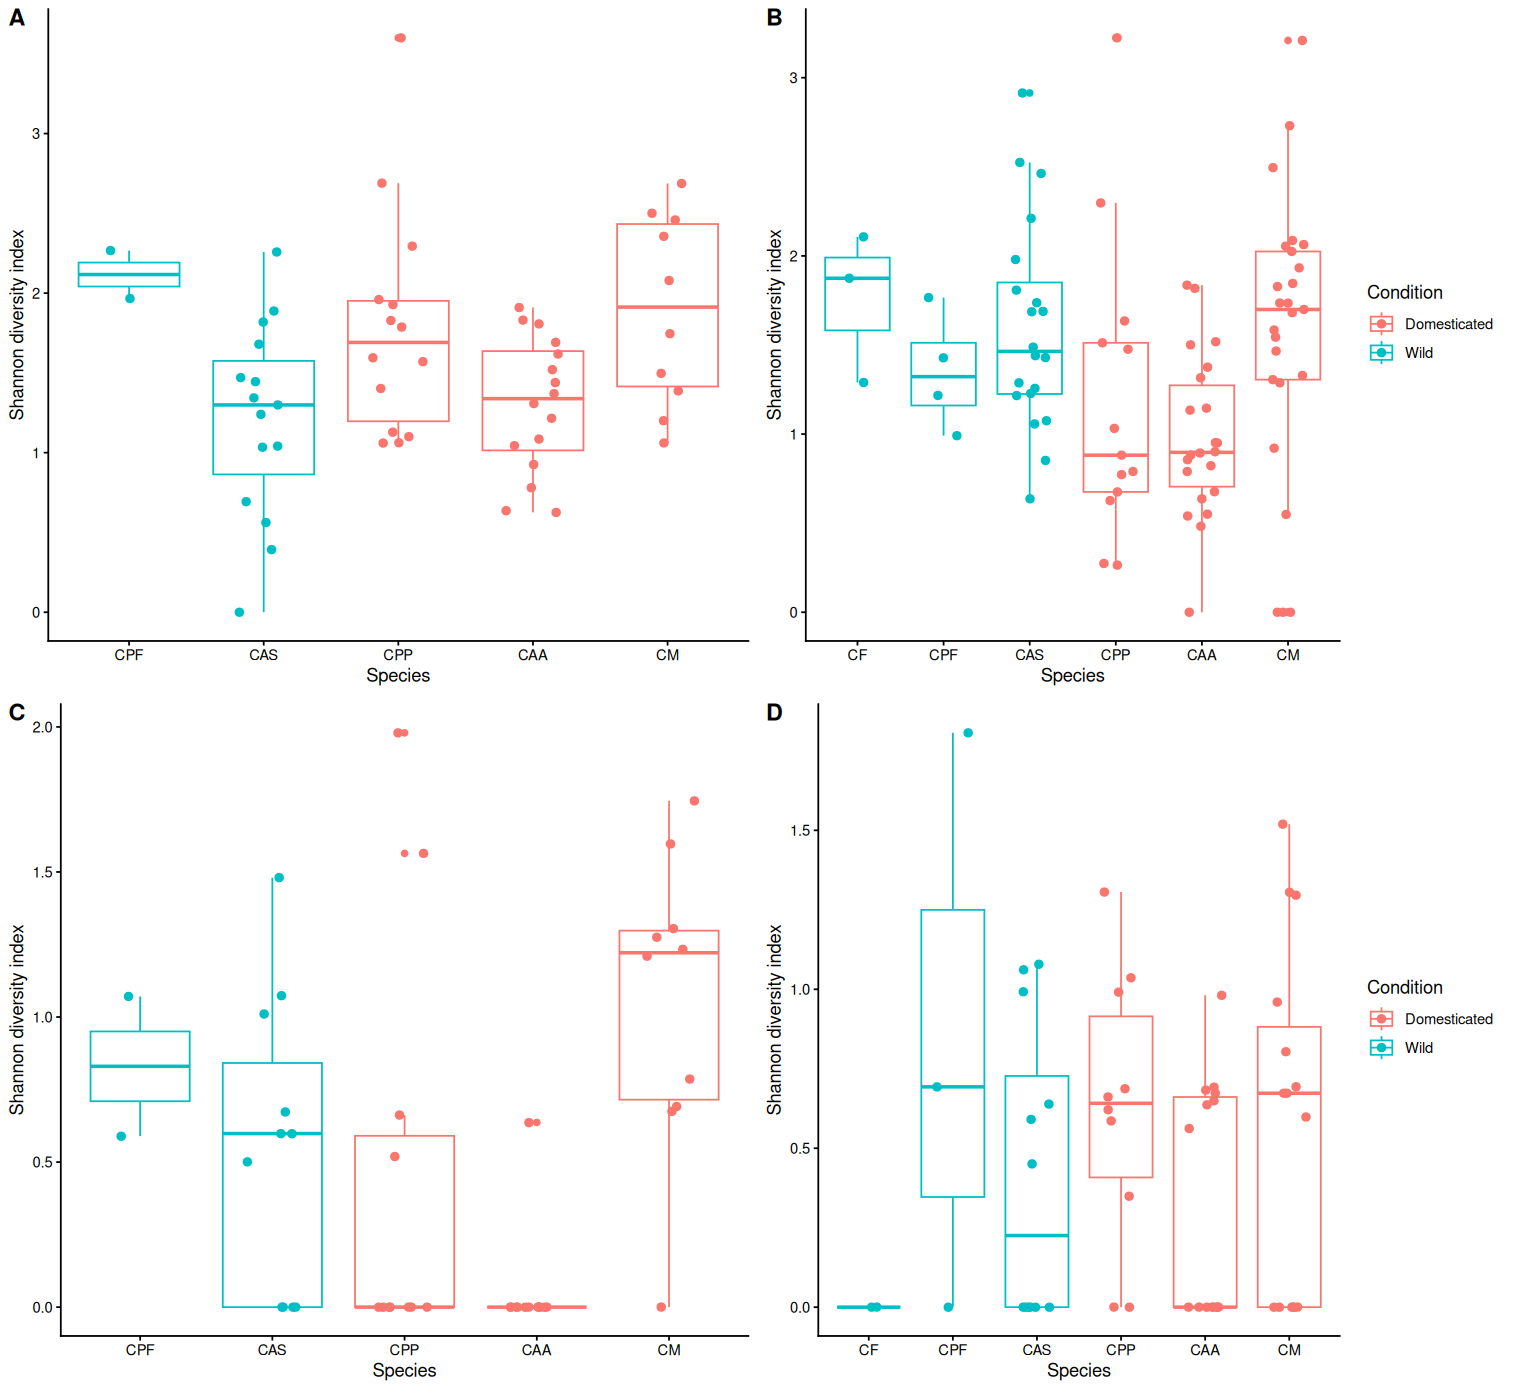 A
Shannon diversity index
3
2
1
0
CPF CAS CPP CAA CM
Species
B
Shannon diversity index
3
2
1
0
CF CPF CAS CPP CAA CM
Species
Condition
Domesticated
Wild
C
Shannon diversity index
2.0
1.5
1.0
0.5
0.0
CPF CAS CPP CAA CM
Species
D
Shannon diversity index
1.5
1.0
0.5
0.0
CF CPF CAS CPP CAA CM
Species
Condition
Domesticated
Wild